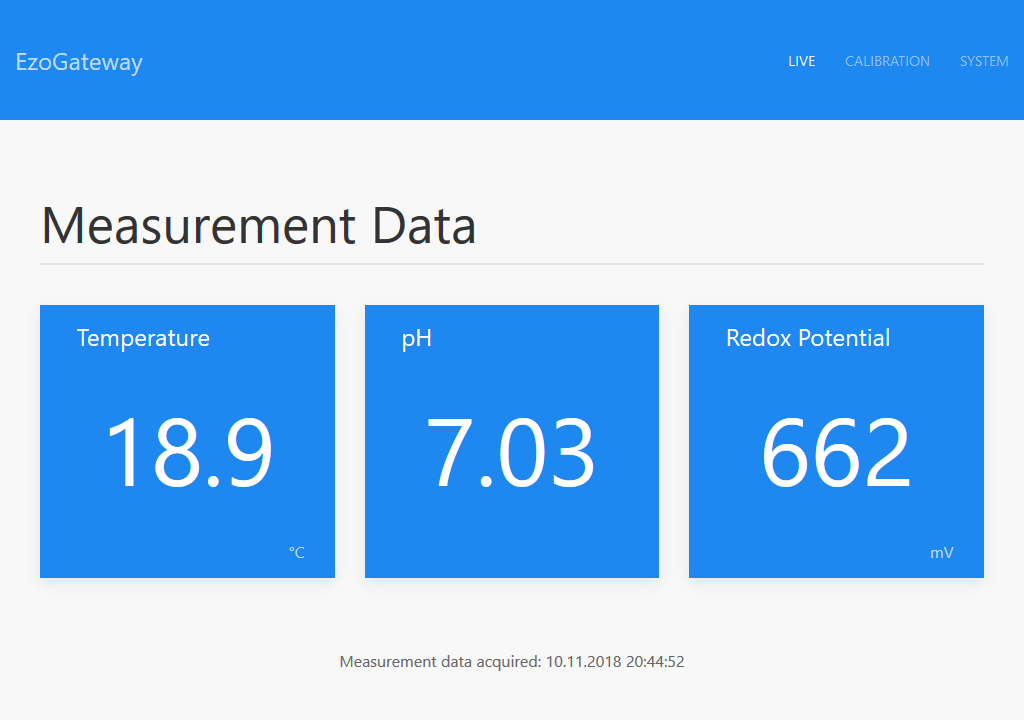 EzoGateway
LIVE CALIBRATION SYSTEM
Measurement Data
Temperature
18.9
°C
pH
7.03
Redox Potential
662
mV
Measurement data acquired: 10.11.2018 20:44:52